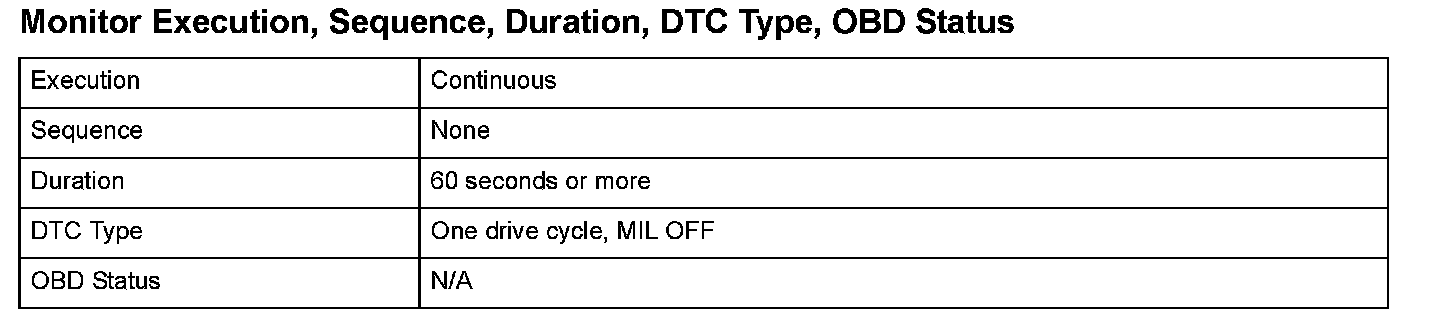 Monitor Execution, Sequence, Duration, DTC Type, OBD Status
Execution Continuous
Sequence None
Duration 60 seconds or more
DTC Type One drive cycle, MIL OFF
OBD Status N/A